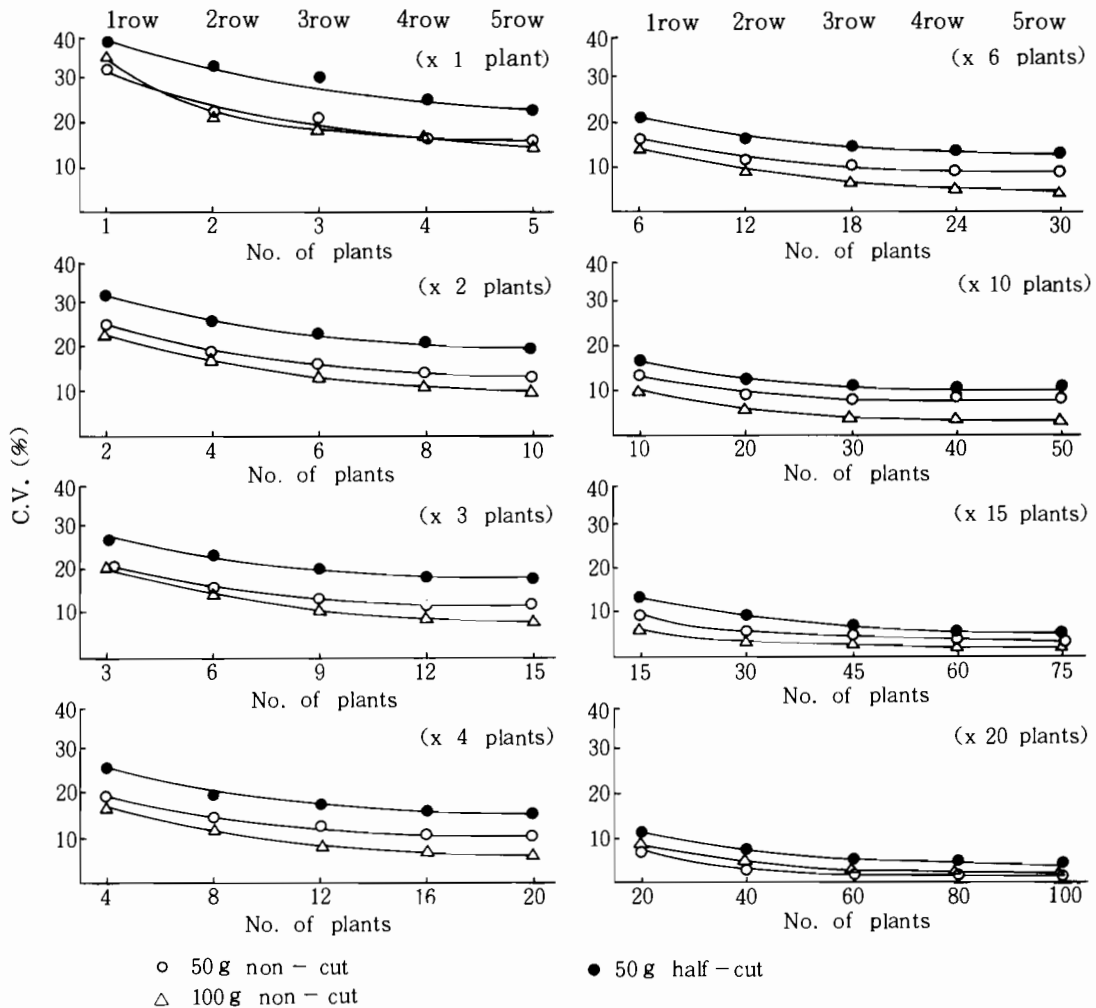 1row 2row 3row 4row 5row
1row 2row 3row 4row 5row
C.V. (%)
(x 1 plant)
40
30
20
10
1 2 3 4 5
No. of plants
(x 2 plants)
40
30
20
10
2 4 6 8 10
No. of plants
(x 3 plants)
40
30
20
10
3 6 9 12 15
No. of plants
(x 4 plants)
40
30
20
10
4 8 12 16 20
No. of plants
(x 6 plants)
40
30
20
10
6 12 18 24 30
No. of plants
(x 10 plants)
40
30
20
10
10 20 30 40 50
No. of plants
(x 15 plants)
40
30
20
10
15 30 45 60 75
No. of plants
(x 20 plants)
40
30
20
10
20 40 60 80 100
No. of plants
50g non-cut
100g non-cut
50g half-cut